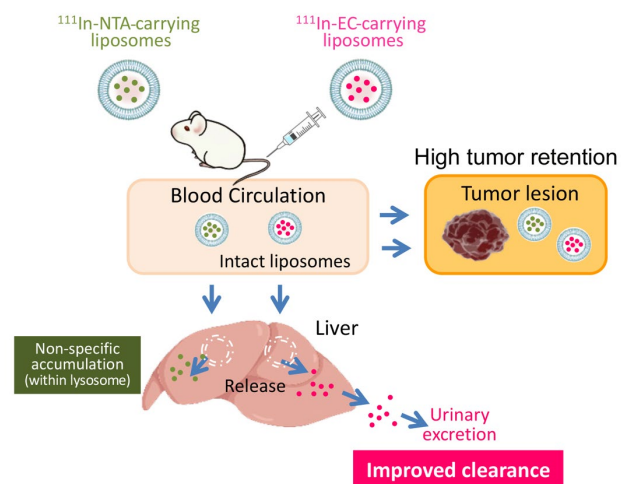 ¹¹¹In-NTA-carrying
liposomes
¹¹¹In-EC-carrying
liposomes
High tumor retention
Blood Circulation
Intact liposomes
Tumor lesion
Liver
Non-specific
accumulation
(within lysosome)
Release
Urinary
excretion
Improved clearance